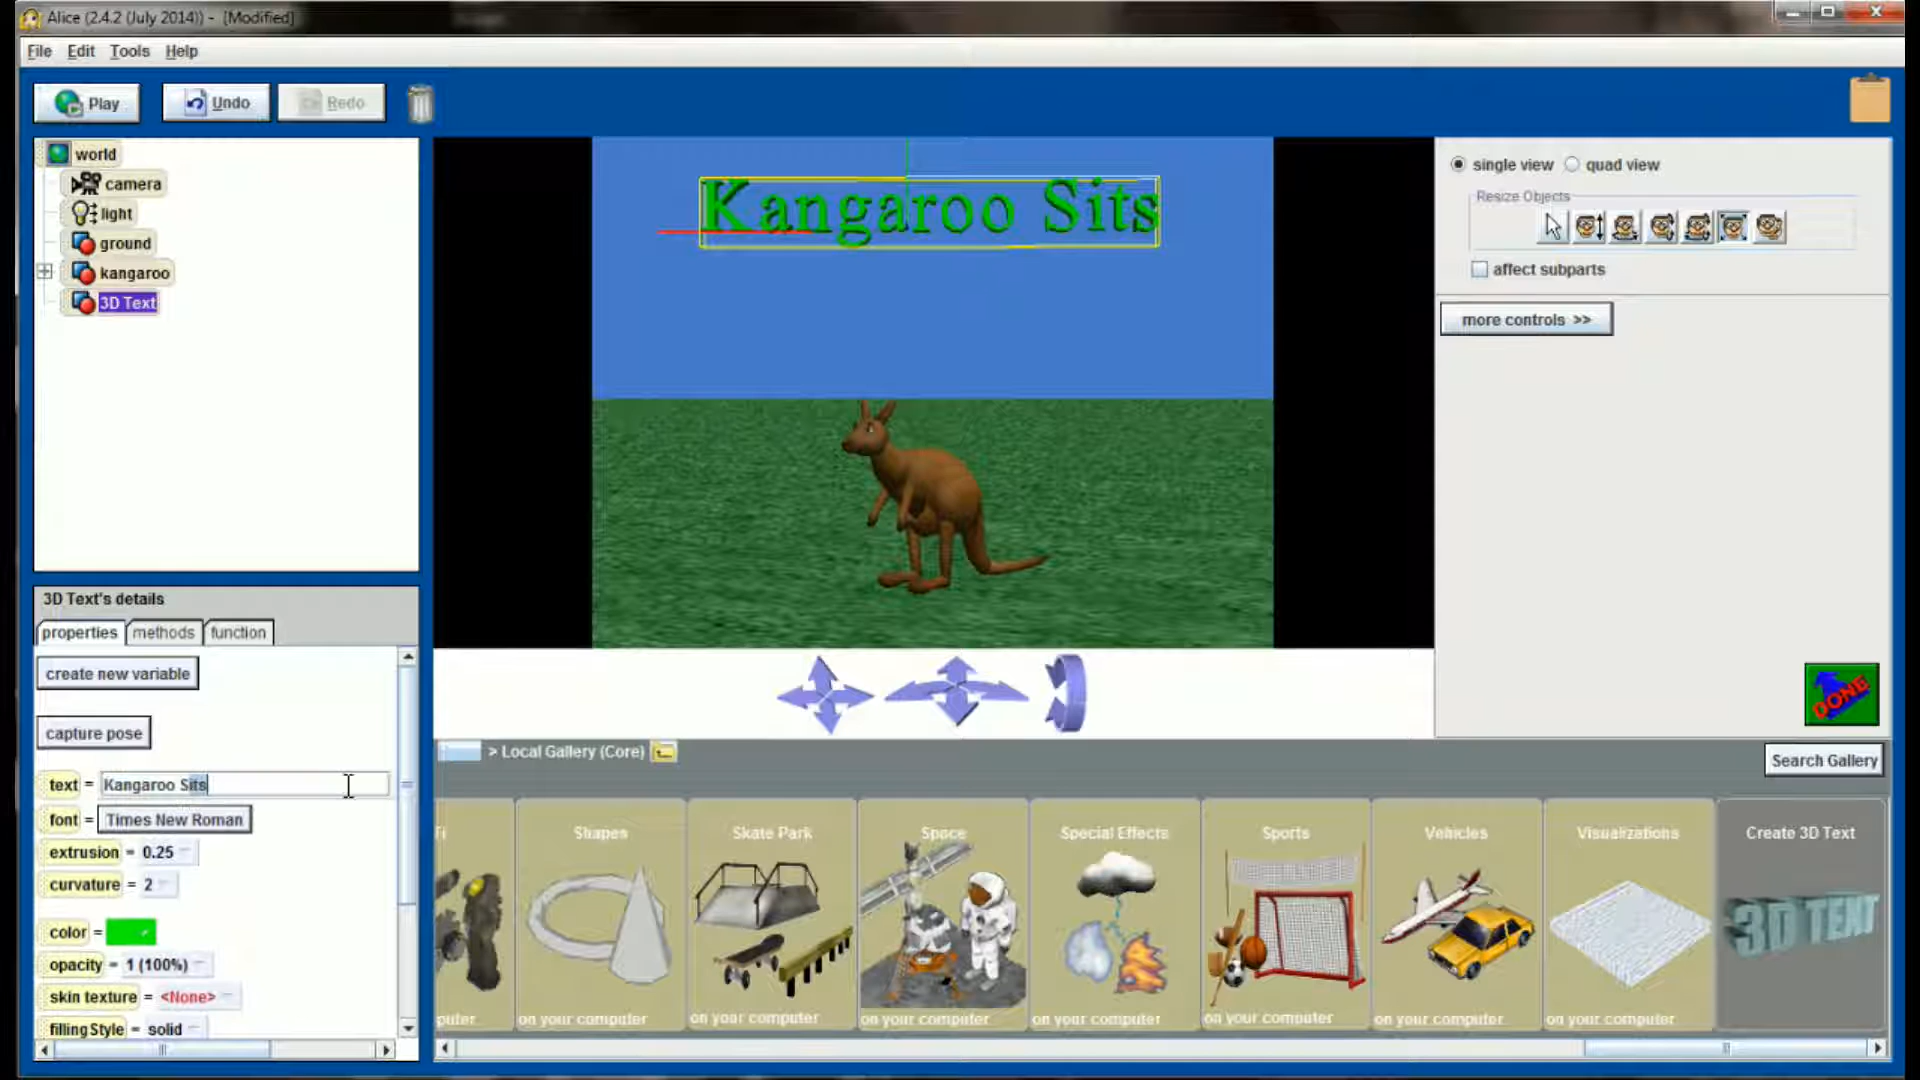 Alice (2.4.2 (July 2014)) - [Modified]
File Edit Tools Help
Play
Undo
Redo
world
camera
light
ground
kangaroo
3D Text
Kangaroo Sits
single view
quad view
Resize Objects
affect subparts
more controls >>
DONE
3D Text's details
properties
methods
function
create new variable
capture pose
text = Kangaroo Sits
font = Times New Roman
extrusion = 0.25
curvature = 2
color =
opacity = 1 (100%)
skin texture = <None>
fillingStyle = solid
> Local Gallery (Core)
Search Gallery
Shapes
Skate Park
Space
Special Effects
Sports
Vehicles
Visualizations
Create 3D Text
3D TEXT
on your computer
on your computer
on your computer
on your computer
on your computer
on your computer
on your computer